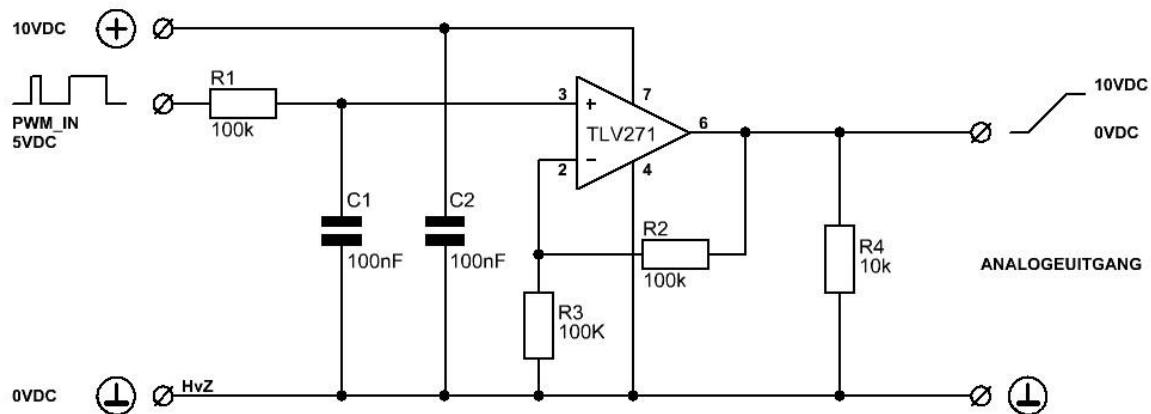 10VDC
+
PWM_IN
5VDC
R1
100k
3
+
7
TLV271
6
2
−
4
10VDC
0VDC
C1
100nF
C2
100nF
R2
100k
R3
100K
R4
10k
ANALOGEUITGANG
0VDC
HvZ